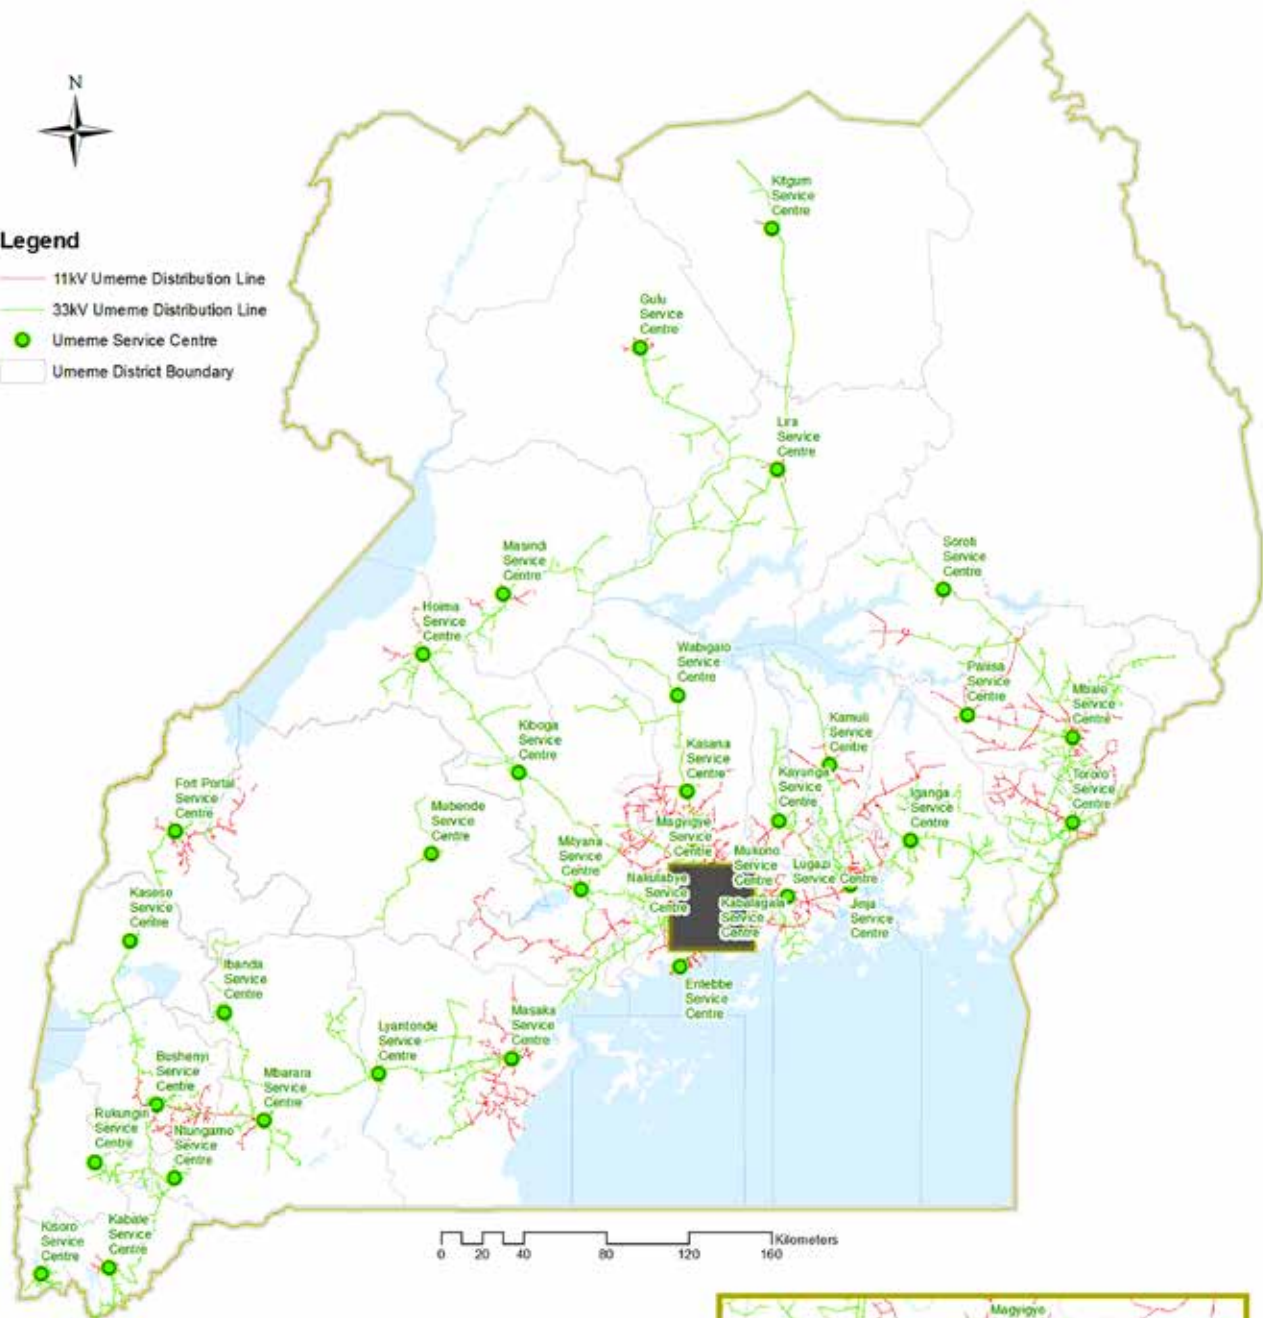 N
Legend
11kV Umeme Distribution Line
33kV Umeme Distribution Line
Umeme Service Centre
Umeme District Boundary
Kitgum
Service
Centre
Gulu
Service
Centre
Lira
Service
Centre
Masindi
Service
Centre
Soroti
Service
Centre
Hoima
Service
Centre
Wabigalo
Service
Centre
Pallisa
Service
Centre
Mbale
Service
Centre
Kiboga
Service
Centre
Kasana
Service
Centre
Kamuli
Service
Centre
Kayunga
Service
Centre
Iganga
Service
Centre
Tororo
Service
Centre
Fort Portal
Service
Centre
Mubende
Service
Centre
Mityana
Service
Centre
Magyigye
Service
Centre
Mukono
Service
Centre
Lugazi
Service Centre
Nakulabye
Service
Centre
Kabalagala
Service
Centre
Jinja
Service
Centre
Kasese
Service
Centre
Entebbe
Service
Centre
Ibanda
Service
Centre
Lyantonde
Service
Centre
Masaka
Service
Centre
Bushenyi
Service
Centre
Mbarara
Service
Centre
Rukungiri
Service
Centre
Ntungamo
Service
Centre
Kisoro
Service
Centre
Kabale
Service
Centre
Kilometers
0 20 40 80 120 160
Magyigye